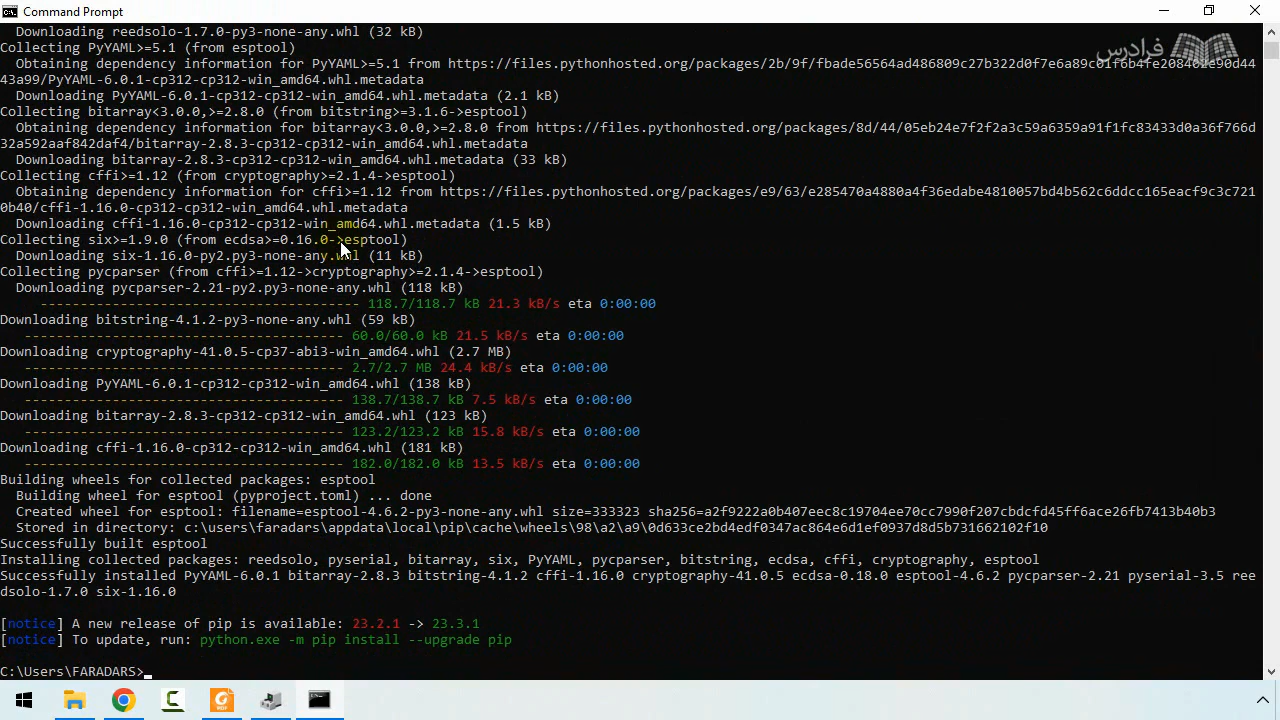 Command Prompt
Downloading reedsolo-1.7.0-py3-none-any.whl (32 kB)
Collecting PyYAML>=5.1 (from esptool)
فرادرس
Obtaining dependency information for PyYAML>=5.1 from https://files.pythonhosted.org/packages/2b/9f/fbade56564ad486809c27b322d0f7e6a89c01f6b4fe208402e90d44
43a99/PyYAML-6.0.1-cp312-cp312-win_amd64.whl.metadata
Downloading PyYAML-6.0.1-cp312-cp312-win_amd64.whl.metadata (2.1 kB)
Collecting bitarray<3.0.0,>=2.8.0 (from bitstring>=3.1.6->esptool)
Obtaining dependency information for bitarray<3.0.0,>=2.8.0 from https://files.pythonhosted.org/packages/8d/44/05eb24e7f2f2a3c59a6359a91f1fc83433d0a36f766d
32a592aaf842daf4/bitarray-2.8.3-cp312-cp312-win_amd64.whl.metadata
Downloading bitarray-2.8.3-cp312-cp312-win_amd64.whl.metadata (33 kB)
Collecting cffi>=1.12 (from cryptography>=2.1.4->esptool)
Obtaining dependency information for cffi>=1.12 from https://files.pythonhosted.org/packages/e9/63/e285470a4880a4f36edabe4810057bd4b562c6ddcc165eacf9c3c721
0b40/cffi-1.16.0-cp312-cp312-win_amd64.whl.metadata
Downloading cffi-1.16.0-cp312-cp312-win_amd64.whl.metadata (1.5 kB)
Collecting six>=1.9.0 (from ecdsa>=0.16.0->esptool)
Downloading six-1.16.0-py2.py3-none-any.whl (11 kB)
Collecting pycparser (from cffi>=1.12->cryptography>=2.1.4->esptool)
Downloading pycparser-2.21-py2.py3-none-any.whl (118 kB)
---------------------------------------- 118.7/118.7 kB 21.3 kB/s eta 0:00:00
Downloading bitstring-4.1.2-py3-none-any.whl (59 kB)
---------------------------------------- 60.0/60.0 kB 21.5 kB/s eta 0:00:00
Downloading cryptography-41.0.5-cp37-abi3-win_amd64.whl (2.7 MB)
---------------------------------------- 2.7/2.7 MB 24.4 kB/s eta 0:00:00
Downloading PyYAML-6.0.1-cp312-cp312-win_amd64.whl (138 kB)
---------------------------------------- 138.7/138.7 kB 7.5 kB/s eta 0:00:00
Downloading bitarray-2.8.3-cp312-cp312-win_amd64.whl (123 kB)
---------------------------------------- 123.2/123.2 kB 15.8 kB/s eta 0:00:00
Downloading cffi-1.16.0-cp312-cp312-win_amd64.whl (181 kB)
---------------------------------------- 182.0/182.0 kB 13.5 kB/s eta 0:00:00
Building wheels for collected packages: esptool
Building wheel for esptool (pyproject.toml) ... done
Created wheel for esptool: filename=esptool-4.6.2-py3-none-any.whl size=333323 sha256=a2f9222a0b407eec8c19704ee70cc7990f207cbdcfd45ff6ace26fb7413b40b3
Stored in directory: c:\users\faradars\appdata\local\pip\cache\wheels\98\a2\a9\0d633ce2bd4edf0347ac864e6d1ef0937d8d5b731662102f10
Successfully built esptool
Installing collected packages: reedsolo, pyserial, bitarray, six, PyYAML, pycparser, bitstring, ecdsa, cffi, cryptography, esptool
Successfully installed PyYAML-6.0.1 bitarray-2.8.3 bitstring-4.1.2 cffi-1.16.0 cryptography-41.0.5 ecdsa-0.18.0 esptool-4.6.2 pycparser-2.21 pyserial-3.5 ree
dsolo-1.7.0 six-1.16.0
[notice] A new release of pip is available: 23.2.1 -> 23.3.1
[notice] To update, run: python.exe -m pip install --upgrade pip
C:\Users\FARADARS>